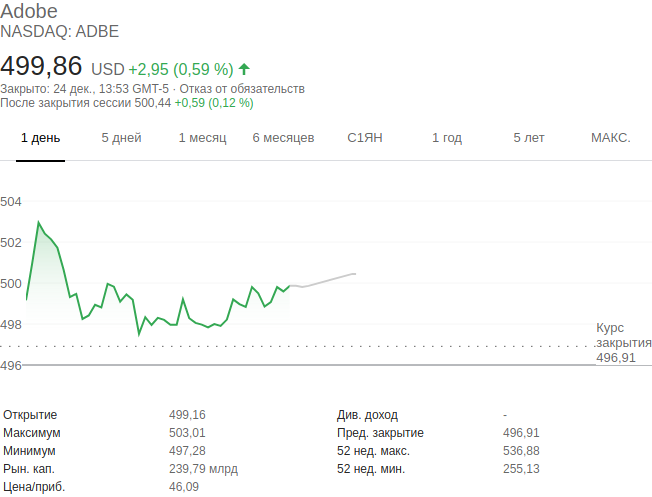 Adobe
NASDAQ: ADBE
499,86 USD +2,95 (0,59 %) ↑
Закрыто: 24 дек., 13:53 GMT-5 · Отказ от обязательств
После закрытия сессии 500,44 +0,59 (0,12 %)
1 день 5 дней 1 месяц 6 месяцев С1ЯН 1 год 5 лет МАКС.
504
502
500
498
Курс
закрытия
496,91
496
Открытие 499,16 Див. доход -
Максимум 503,01 Пред. закрытие 496,91
Минимум 497,28 52 нед. макс. 536,88
Рын. кап. 239,79 млрд 52 нед. мин. 255,13
Цена/приб. 46,09